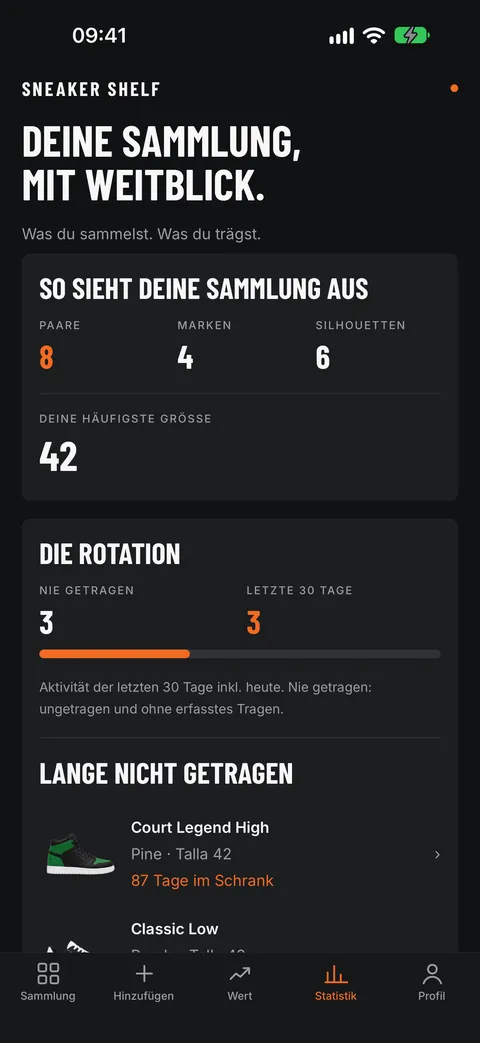 09:41
SNEAKER SHELF
DEINE SAMMLUNG,
MIT WEITBLICK.
Was du sammelst. Was du trägst.
SO SIEHT DEINE SAMMLUNG AUS
PAARE MARKEN SILHOUETTEN
8 4 6
DEINE HÄUFIGSTE GRÖSSE
42
DIE ROTATION
NIE GETRAGEN LETZTE 30 TAGE
3 3
Aktivität der letzten 30 Tage inkl. heute. Nie getragen:
ungetragen und ohne erfasstes Tragen.
LANGE NICHT GETRAGEN
Court Legend High
Pine · Talla 42
87 Tage im Schrank
Classic Low
Sammlung Hinzufügen Wert Statistik Profil